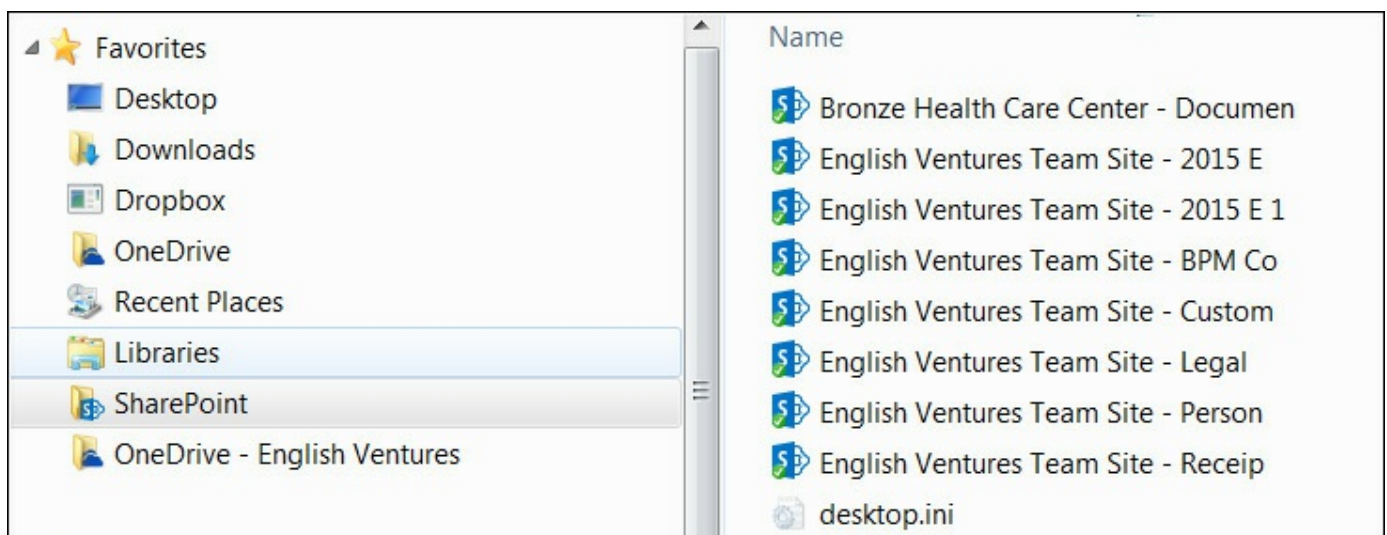 Favorites
Desktop
Downloads
Dropbox
OneDrive
Recent Places
Libraries
SharePoint
OneDrive - English Ventures
Name
Bronze Health Care Center - Documen
English Ventures Team Site - 2015 E
English Ventures Team Site - 2015 E 1
English Ventures Team Site - BPM Co
English Ventures Team Site - Custom
English Ventures Team Site - Legal
English Ventures Team Site - Person
English Ventures Team Site - Receip
desktop.ini